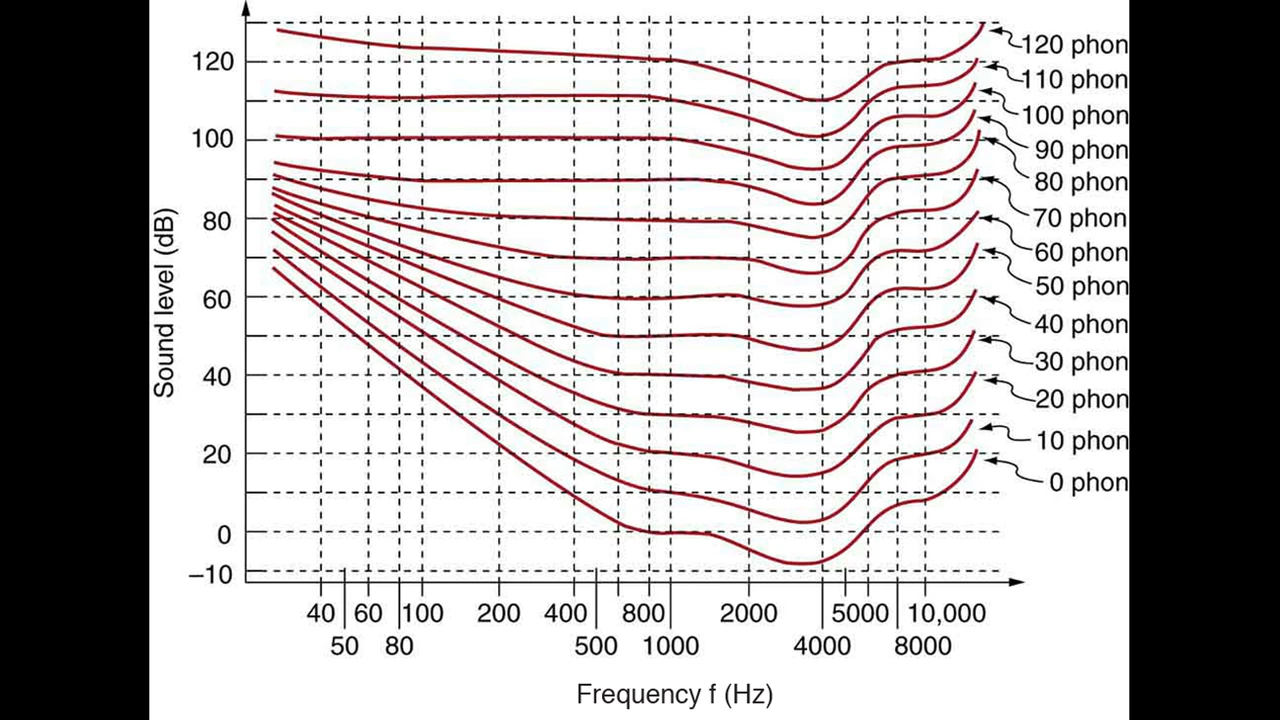 120 phon
110 phon
100 phon
90 phon
80 phon
70 phon
60 phon
50 phon
40 phon
30 phon
20 phon
10 phon
0 phon
120
100
80
60
40
20
0
–10
Sound level (dB)
40 60 100 200 400 800 2000 5000 10,000
50 80 500 1000 4000 8000
Frequency f (Hz)